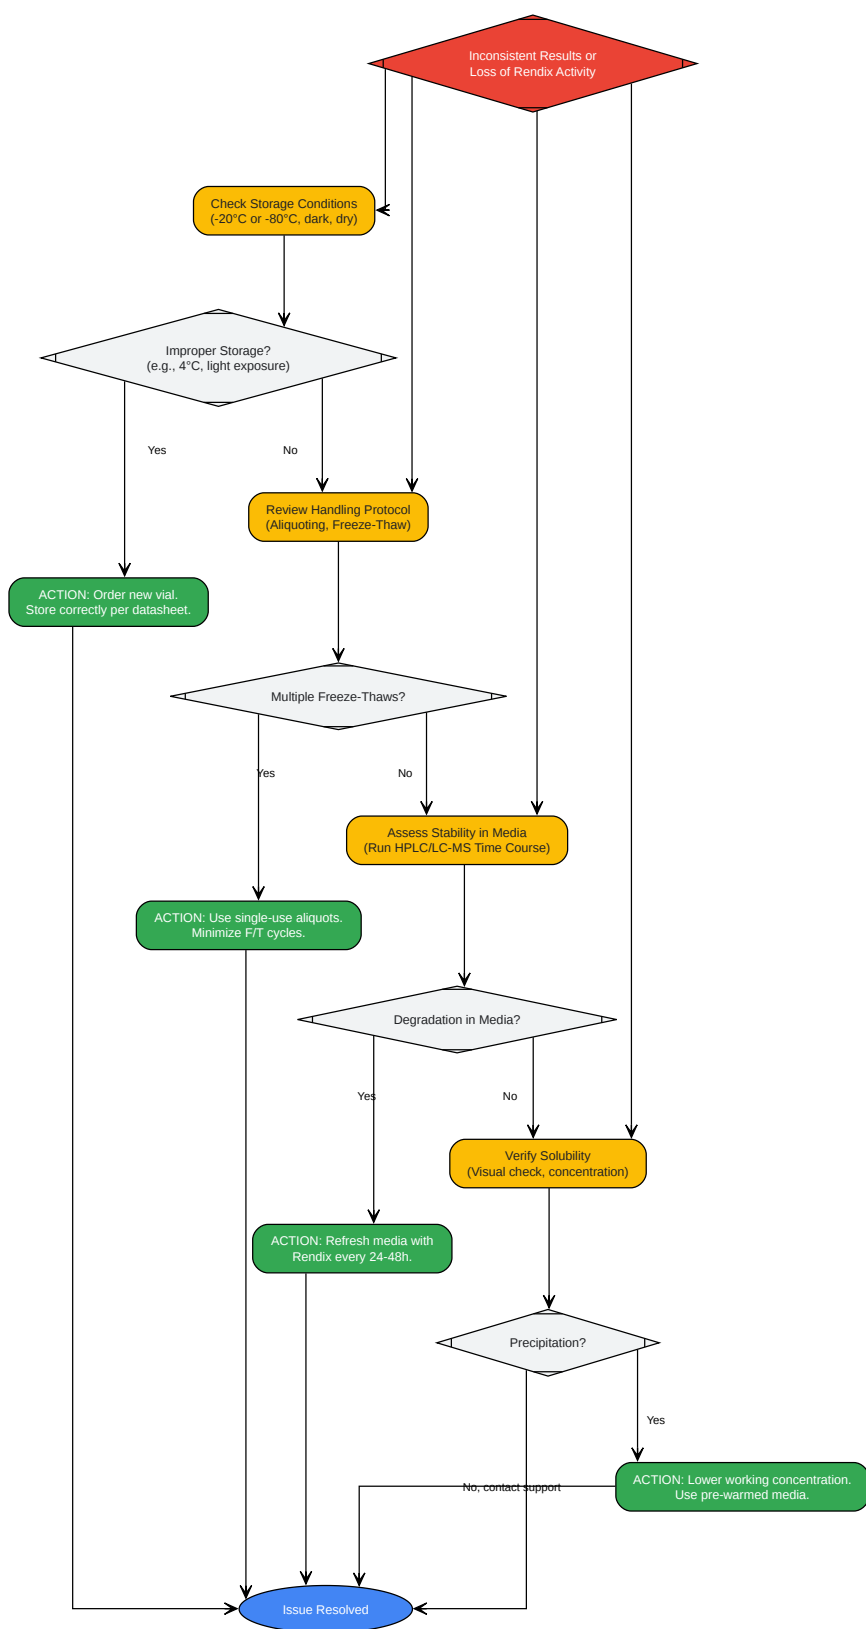 Inconsistent Results or
Loss of Rendix Activity
Check Storage Conditions
(-20°C or -80°C, dark, dry)
Improper Storage?
(e.g., 4°C, light exposure)
Yes
No
Review Handling Protocol
(Aliquoting, Freeze-Thaw)
ACTION: Order new vial.
Store correctly per datasheet.
Multiple Freeze-Thaws?
Yes
No
Assess Stability in Media
(Run HPLC/LC-MS Time Course)
ACTION: Use single-use aliquots.
Minimize F/T cycles.
Degradation in Media?
Yes
No
Verify Solubility
(Visual check, concentration)
ACTION: Refresh media with
Rendix every 24-48h.
Precipitation?
Yes
ACTION: Lower working concentration.
Use pre-warmed media.
No, contact support
Issue Resolved